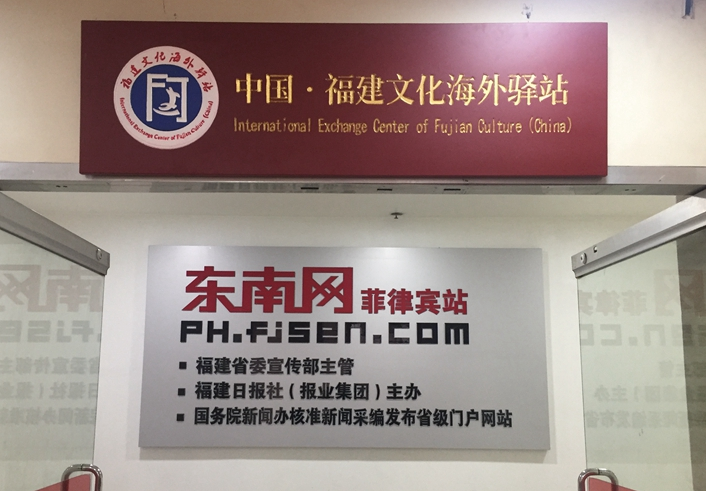 福建文化海外驿站
International Exchange Center of Fujian Culture (China)
中国·福建文化海外驿站
International Exchange Center of Fujian Culture (China)
东南网 菲律宾站
PH.fjsen.com
■ 福建省委宣传部主管
■ 福建日报社（报业集团）主办
■ 国务院新闻办核准新闻采编发布省级门户网站